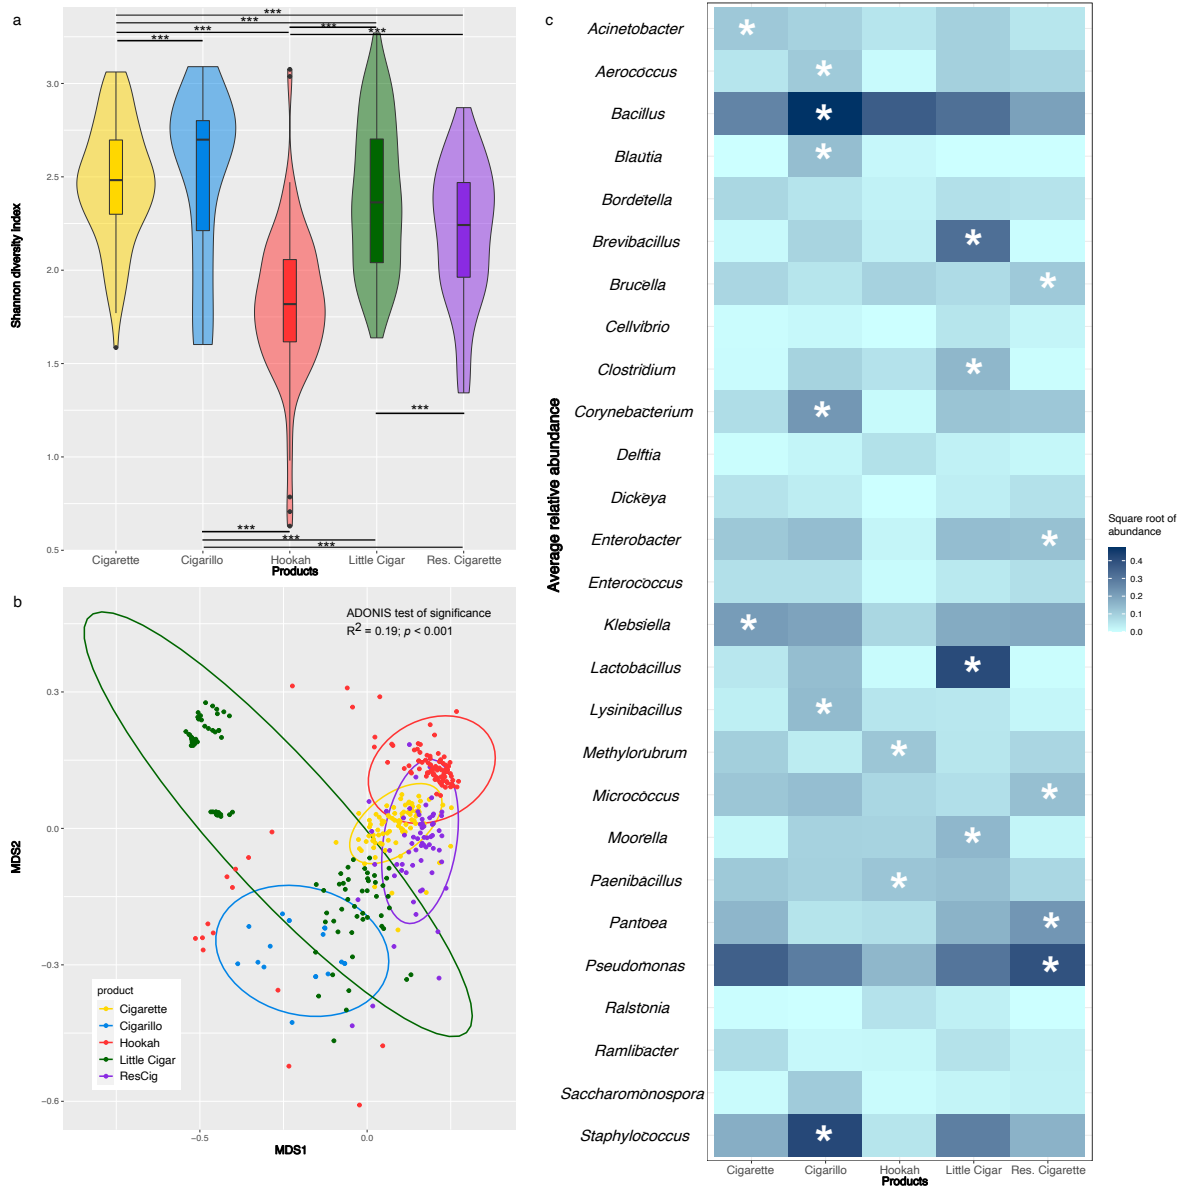 a
***
***
***
***
***
***
3.0
2.5
2.0
1.5
1.0
0.5
Shannon diversity index
***
***
***
***
Cigarette
Cigarillo
Hookah
Little Cigar
Res. Cigarette
Products
b
ADONIS test of significance
R2 = 0.19; p < 0.001
0.3
0.0
−0.3
−0.6
MDS2
product
Cigarette
Cigarillo
Hookah
Little Cigar
ResCig
−0.5
0.0
MDS1
c
Average relative abundance
Acinetobacter
*
Aerococcus
*
Bacillus
*
Blautia
*
Bordetella
Brevibacillus
*
Brucella
*
Cellvibrio
Clostridium
*
Corynebacterium
*
Delftia
Dickeya
Enterobacter
*
Enterococcus
Klebsiella
*
Lactobacillus
*
Lysinibacillus
*
Methylorubrum
*
Micrococcus
*
Moorella
*
Paenibacillus
*
Pantoea
*
Pseudomonas
*
Ralstonia
Ramlibacter
Saccharomonospora
Staphylococcus
*
Cigarette
Cigarillo
Hookah
Little Cigar
Res. Cigarette
Products
Square root of
abundance
0.4
0.3
0.2
0.1
0.0